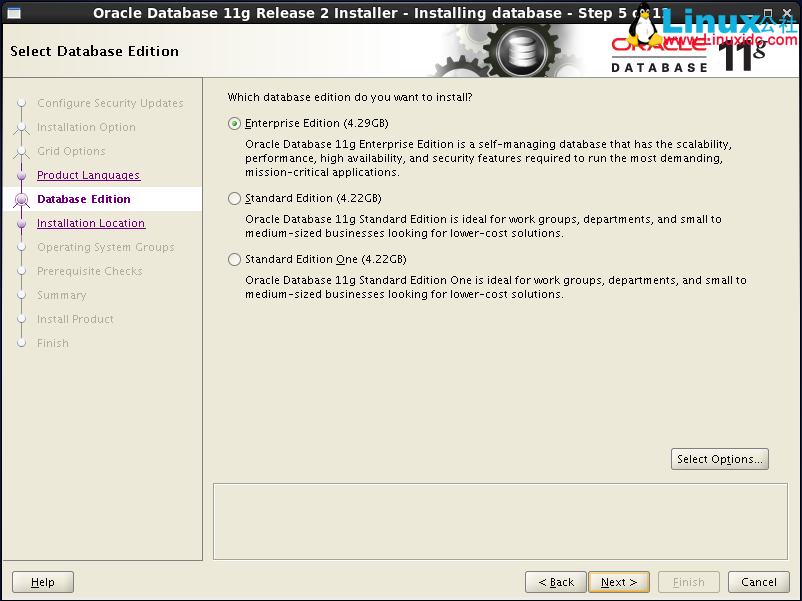 Oracle Database 11g Release 2 Installer - Installing database - Step 5 of
Linux公社
www.Linuxidc.com
Select Database Edition
ORACLE
DATABASE 11g
Configure Security Updates
Installation Option
Grid Options
Product Languages
Database Edition
Installation Location
Operating System Groups
Prerequisite Checks
Summary
Install Product
Finish
Which database edition do you want to install?
Enterprise Edition (4.29GB)
Oracle Database 11g Enterprise Edition is a self-managing database that has the scalability,
performance, high availability, and security features required to run the most demanding,
mission-critical applications.
Standard Edition (4.22GB)
Oracle Database 11g Standard Edition is ideal for work groups, departments, and small to
medium-sized businesses looking for lower-cost solutions.
Standard Edition One (4.22GB)
Oracle Database 11g Standard Edition One is ideal for work groups, departments, and small to
medium-sized businesses looking for lower-cost solutions.
Select Options...
Help
< Back
Next >
Finish
Cancel